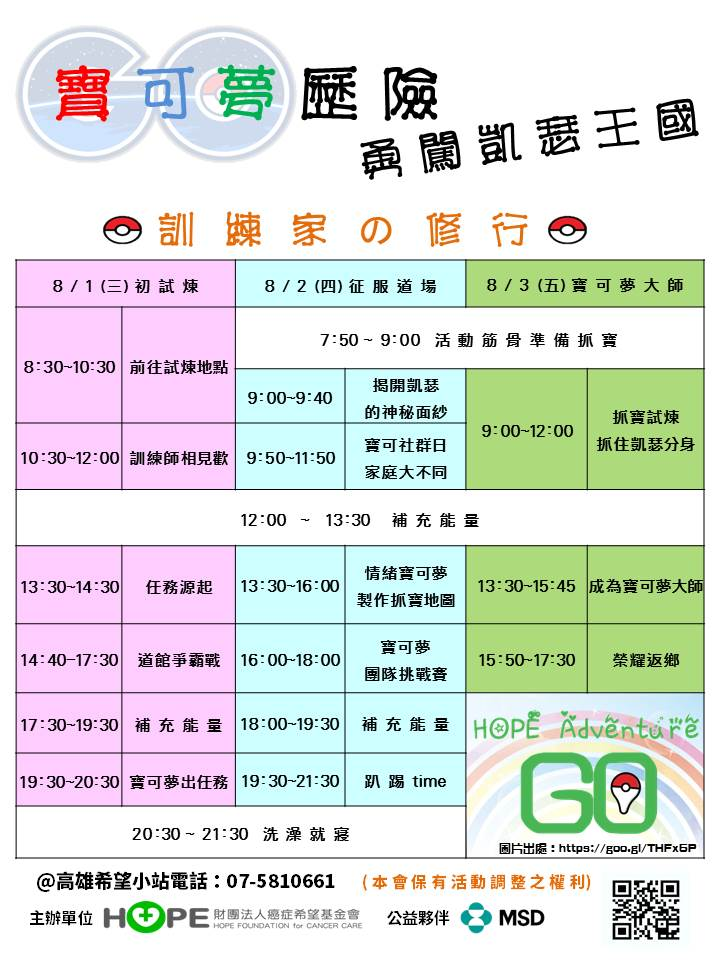 寶可夢歷險
勇闖凱瑟王國
訓練家の修行
8/1(三)初試煉
8/2(四)征服道場
8/3(五)寶可夢大師
7:50~9:00 活動筋骨準備抓寶
8:30~10:30 前往試煉地點
9:00~9:40 揭開凱瑟
的神秘面紗
9:00~12:00 抓寶試煉
抓住凱瑟分身
10:30~12:00 訓練師相見歡
9:50~11:50 寶可社群日
家庭大不同
12:00 ~ 13:30 補充能量
13:30~14:30 任務源起
13:30~16:00 情緒寶可夢
製作抓寶地圖
13:30~15:45 成為寶可夢大師
14:40~17:30 道館爭霸戰
16:00~18:00 寶可夢
團隊挑戰賽
15:50~17:30 榮耀返鄉
17:30~19:30 補充能量
18:00~19:30 補充能量
19:30~20:30 寶可夢出任務
19:30~21:30 趴踢 time
20:30~21:30 洗澡就寢
HOPE Adventure
GO
圖片出處:https://goo.gl/THFx6P
@高雄希望小站電話:07-5810661 (本會保有活動調整之權利)
主辦單位 HOPE 財團法人癌症希望基金會
HOPE FOUNDATION for CANCER CARE
公益夥伴 MSD